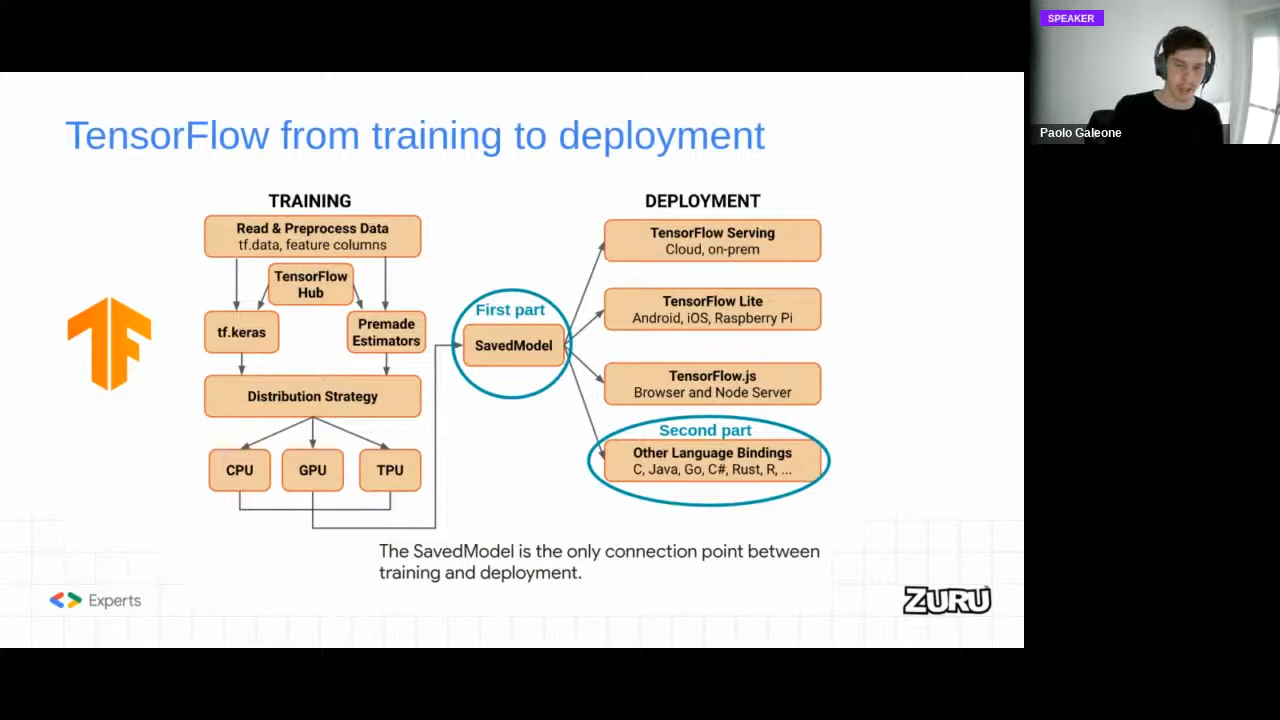 SPEAKER
Paolo Galeone
TensorFlow from training to deployment
TRAINING
Read & Preprocess Data
tf.data, feature columns
TensorFlow
Hub
tf.keras
Premade
Estimators
Distribution Strategy
CPU
GPU
TPU
First part
SavedModel
DEPLOYMENT
TensorFlow Serving
Cloud, on-prem
TensorFlow Lite
Android, iOS, Raspberry Pi
TensorFlow.js
Browser and Node Server
Second part
Other Language Bindings
C, Java, Go, C#, Rust, R, ...
The SavedModel is the only connection point between
training and deployment.
Experts
ZURU